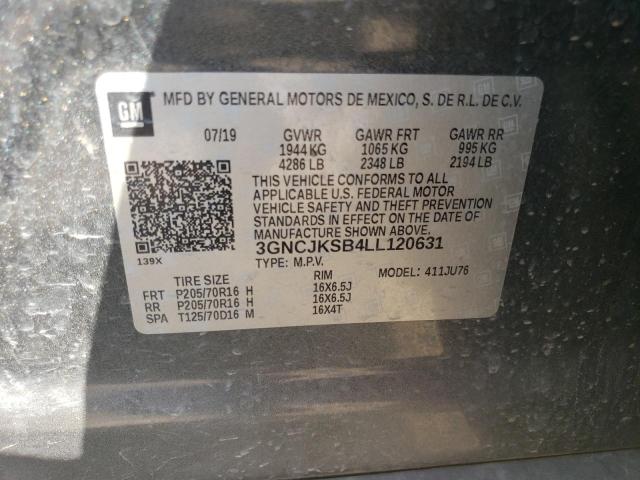 GM MFD BY GENERAL MOTORS DE MEXICO, S. DE R.L. DE C.V.
07/19 GVWR GAWR FRT GAWR RR
1944 KG 1065 KG 995 KG
4286 LB 2348 LB 2194 LB
THIS VEHICLE CONFORMS TO ALL
APPLICABLE U.S. FEDERAL MOTOR
VEHICLE SAFETY AND THEFT PREVENTION
STANDARDS IN EFFECT ON THE DATE OF
MANUFACTURE SHOWN ABOVE.
3GNCJKSB4LL120631
139X TYPE: M.P.V. MODEL: 411JU76
TIRE SIZE RIM
FRT P205/70R16 H 16X6.5J
RR P205/70R16 H 16X6.5J
SPA T125/70D16 M 16X4T